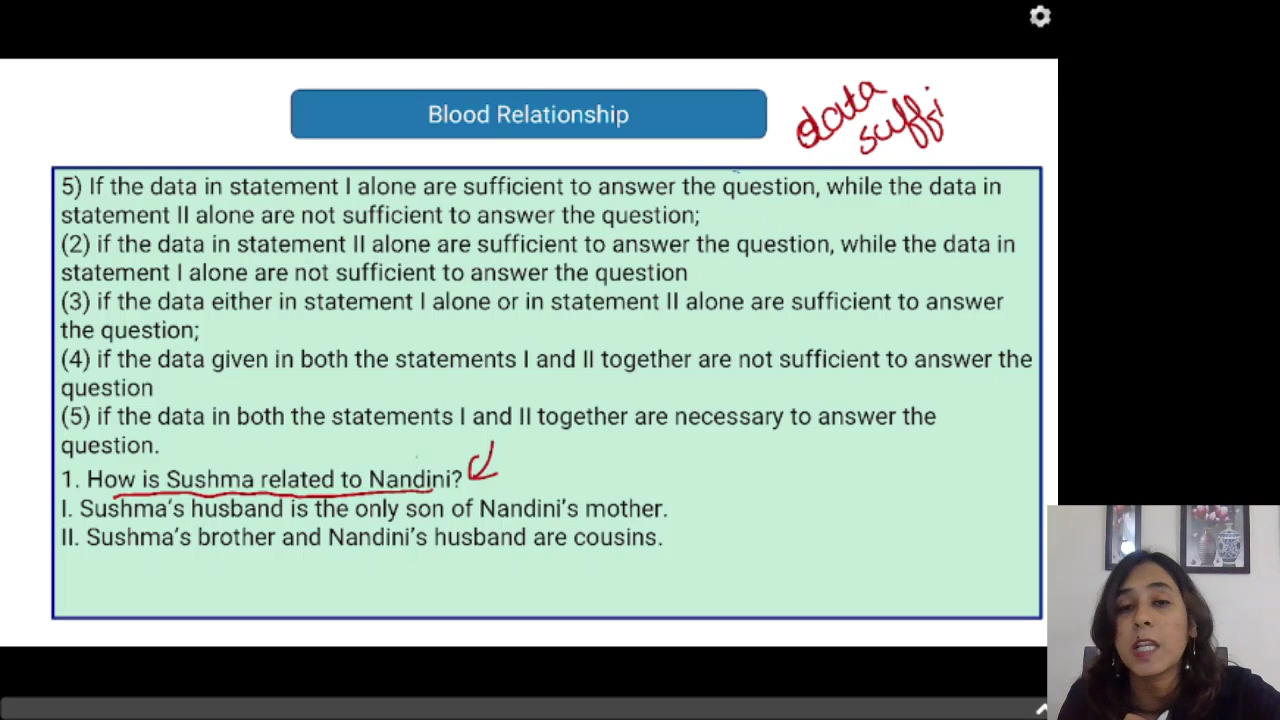 Blood Relationship
data
suffi
5) If the data in statement I alone are sufficient to answer the question, while the data in
statement II alone are not sufficient to answer the question;
(2) if the data in statement II alone are sufficient to answer the question, while the data in
statement I alone are not sufficient to answer the question
(3) if the data either in statement I alone or in statement II alone are sufficient to answer
the question;
(4) if the data given in both the statements I and II together are not sufficient to answer the
question
(5) if the data in both the statements I and II together are necessary to answer the
question.
1. How is Sushma related to Nandini?
I. Sushma's husband is the only son of Nandini's mother.
II. Sushma's brother and Nandini's husband are cousins.